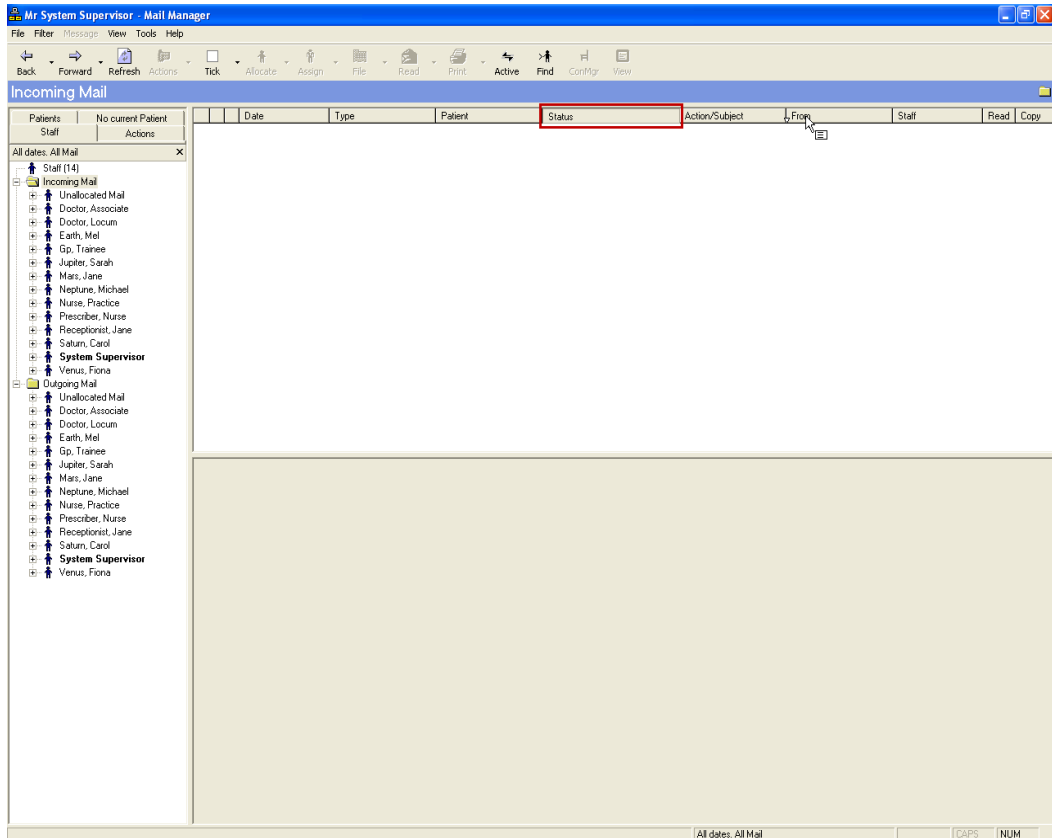 Mr System Supervisor - Mail Manager
File Filter Message View Tools Help
Back Forward Refresh Actions Tick Allocate Assign File Read Print Active Find ConMgr View
Incoming Mail
Patients No current Patient
Staff Actions
All dates. All Mail
Date Type Patient Status Action/Subject From Staff Read Copy
Staff (14)
Incoming Mail
Unallocated Mail
Doctor, Associate
Doctor, Locum
Earth, Mel
Gp, Trainee
Jupiter, Sarah
Mars, Jane
Neptune, Michael
Nurse, Practice
Prescriber, Nurse
Receptionist, Jane
Saturn, Carol
System Supervisor
Venus, Fiona
Outgoing Mail
Unallocated Mail
Doctor, Associate
Doctor, Locum
Earth, Mel
Gp, Trainee
Jupiter, Sarah
Mars, Jane
Neptune, Michael
Nurse, Practice
Prescriber, Nurse
Receptionist, Jane
Saturn, Carol
System Supervisor
Venus, Fiona
All dates. All Mail CAPS NUM